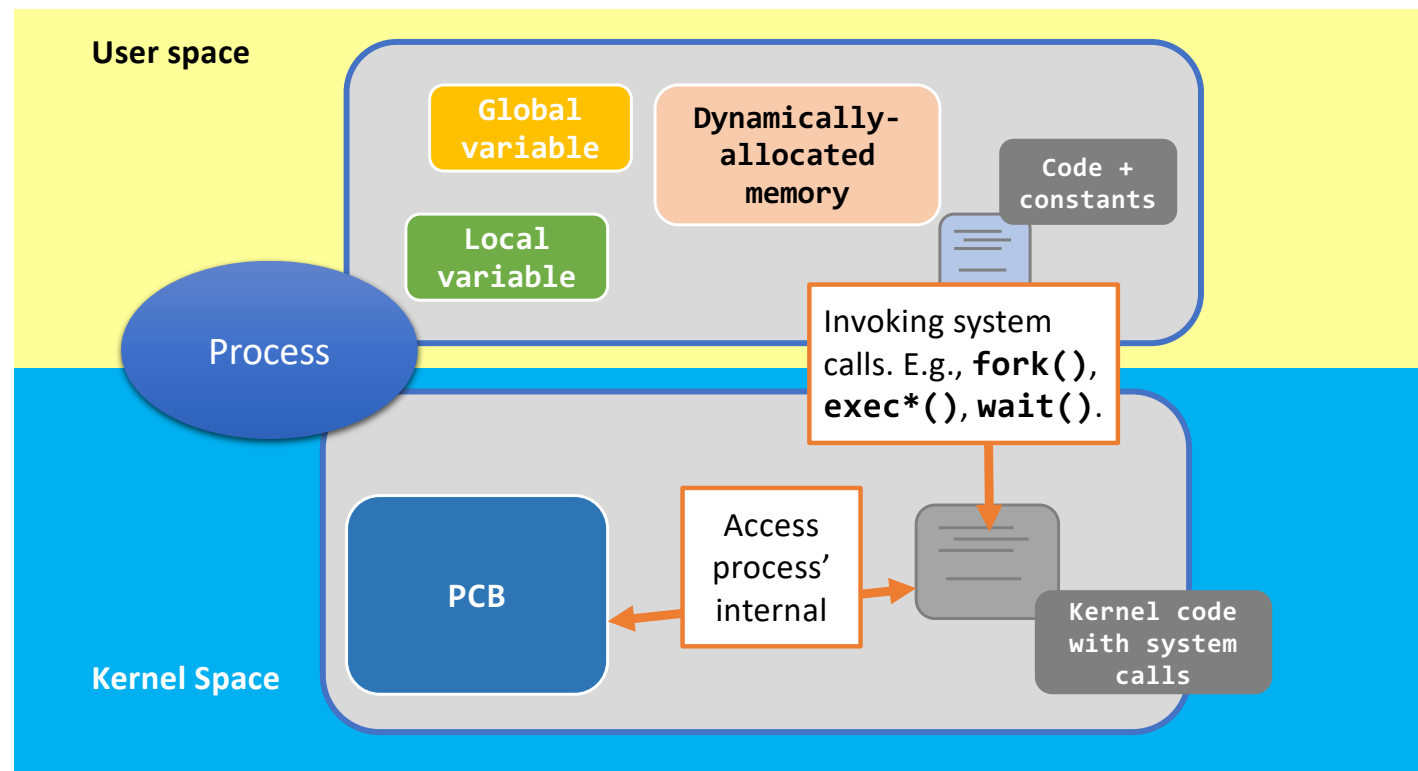 User space
Global
variable
Dynamically-
allocated
memory
Code +
constants
Local
variable
Process
Invoking system
calls. E.g., fork(),
exec*(), wait().
PCB
Access
process’
internal
Kernel code
with system
calls
Kernel Space